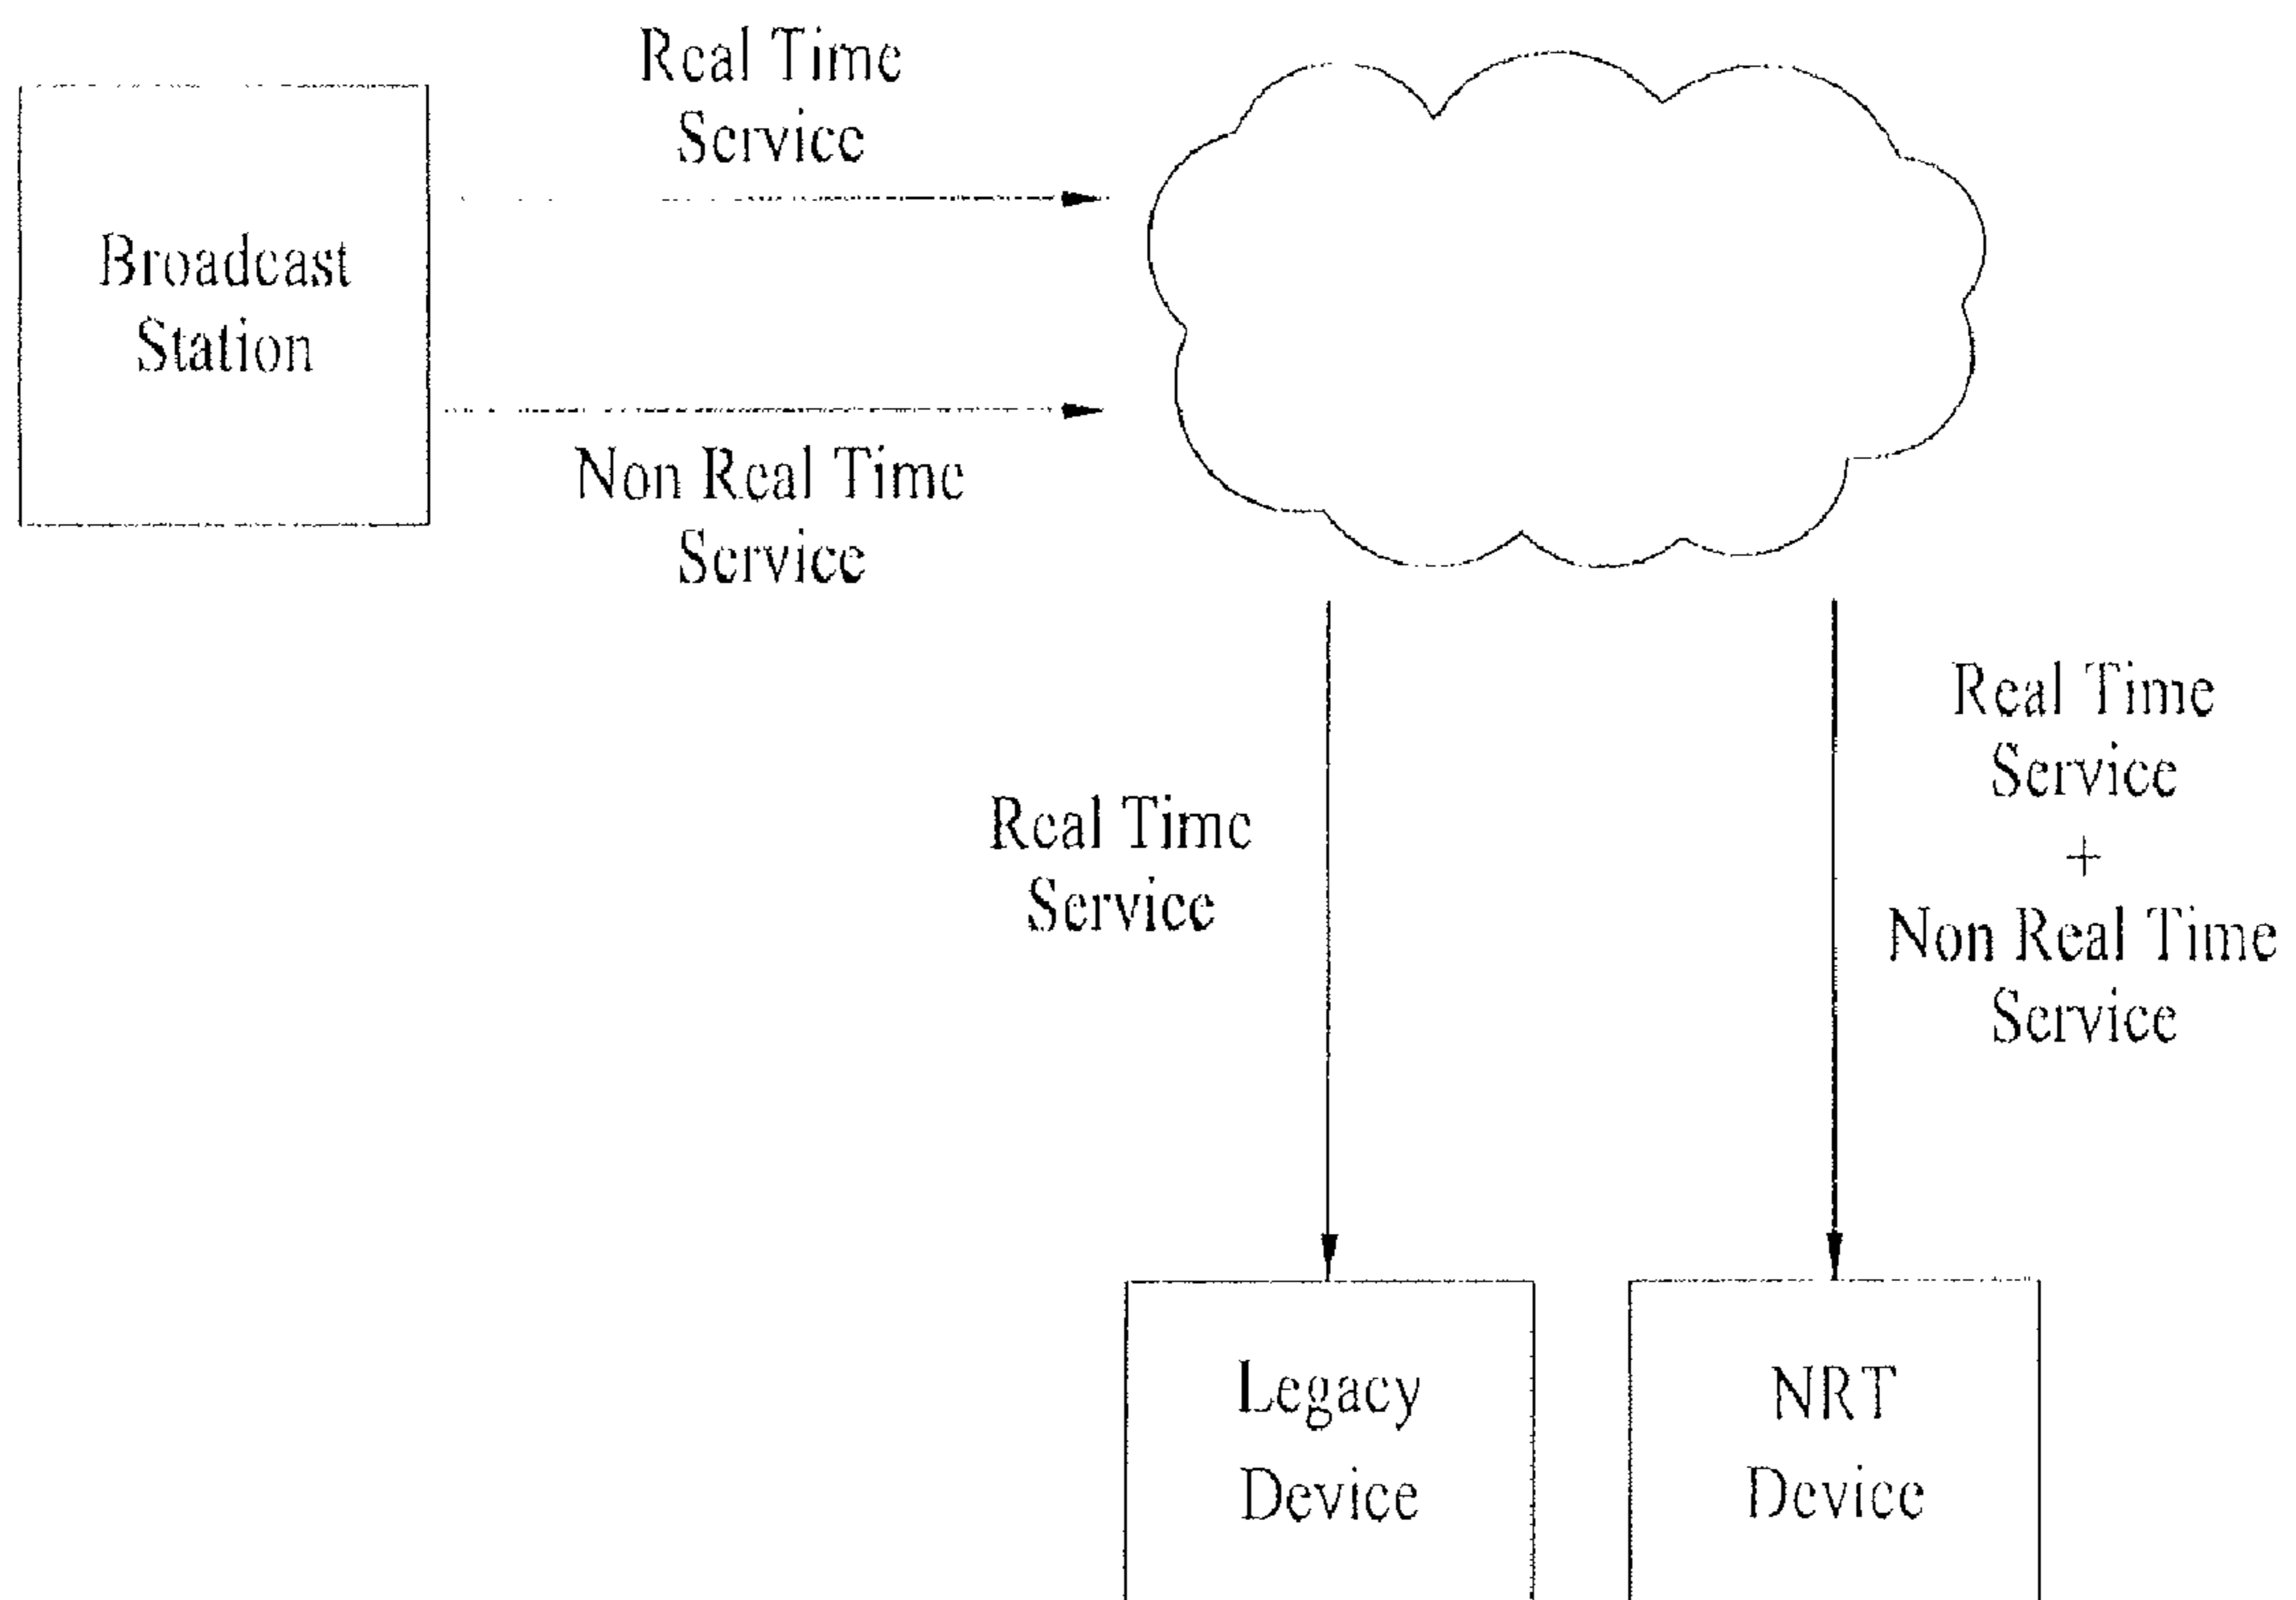 Real Time
Service
Broadcast
Station
Non Real Time
Service
Real Time
Service
Real Time
Service
+
Non Real Time
Service
Legacy
Device
NRT
Device